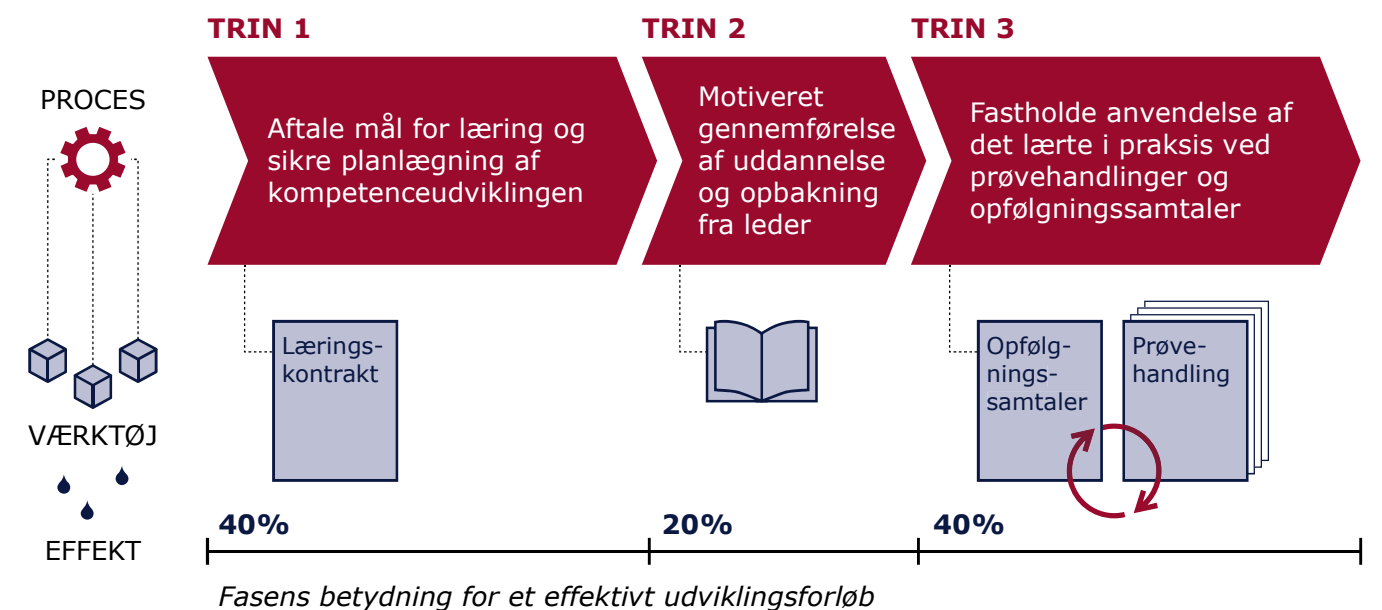 TRIN 1
TRIN 2
TRIN 3
PROCES
Aftale mål for læring og
sikre planlægning af
kompetenceudviklingen
Motiveret
gennemførelse
af uddannelse
og opbakning
fra leder
Fastholde anvendelse af
det lærte i praksis ved
prøvehandlinger og
opfølgningssamtaler
Lærings-
kontrakt
Opfølg-
nings-
samtaler
Prøve-
handling
VÆRKTØJ
EFFEKT
40%
20%
40%
Fasens betydning for et effektivt udviklingsforløb